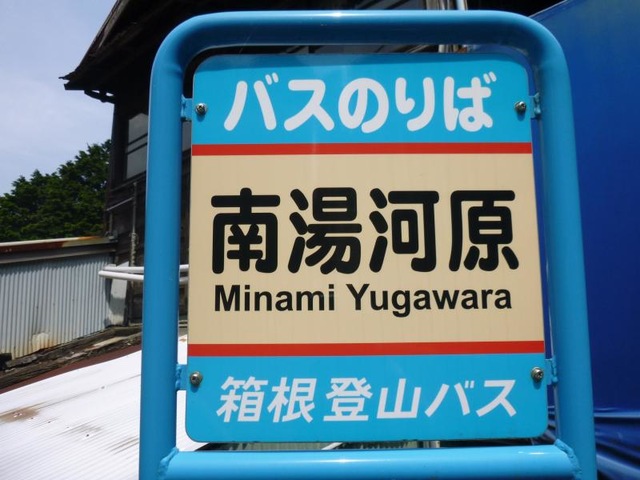 バスのりば
南湯河原
Minami Yugawara
箱根登山バス